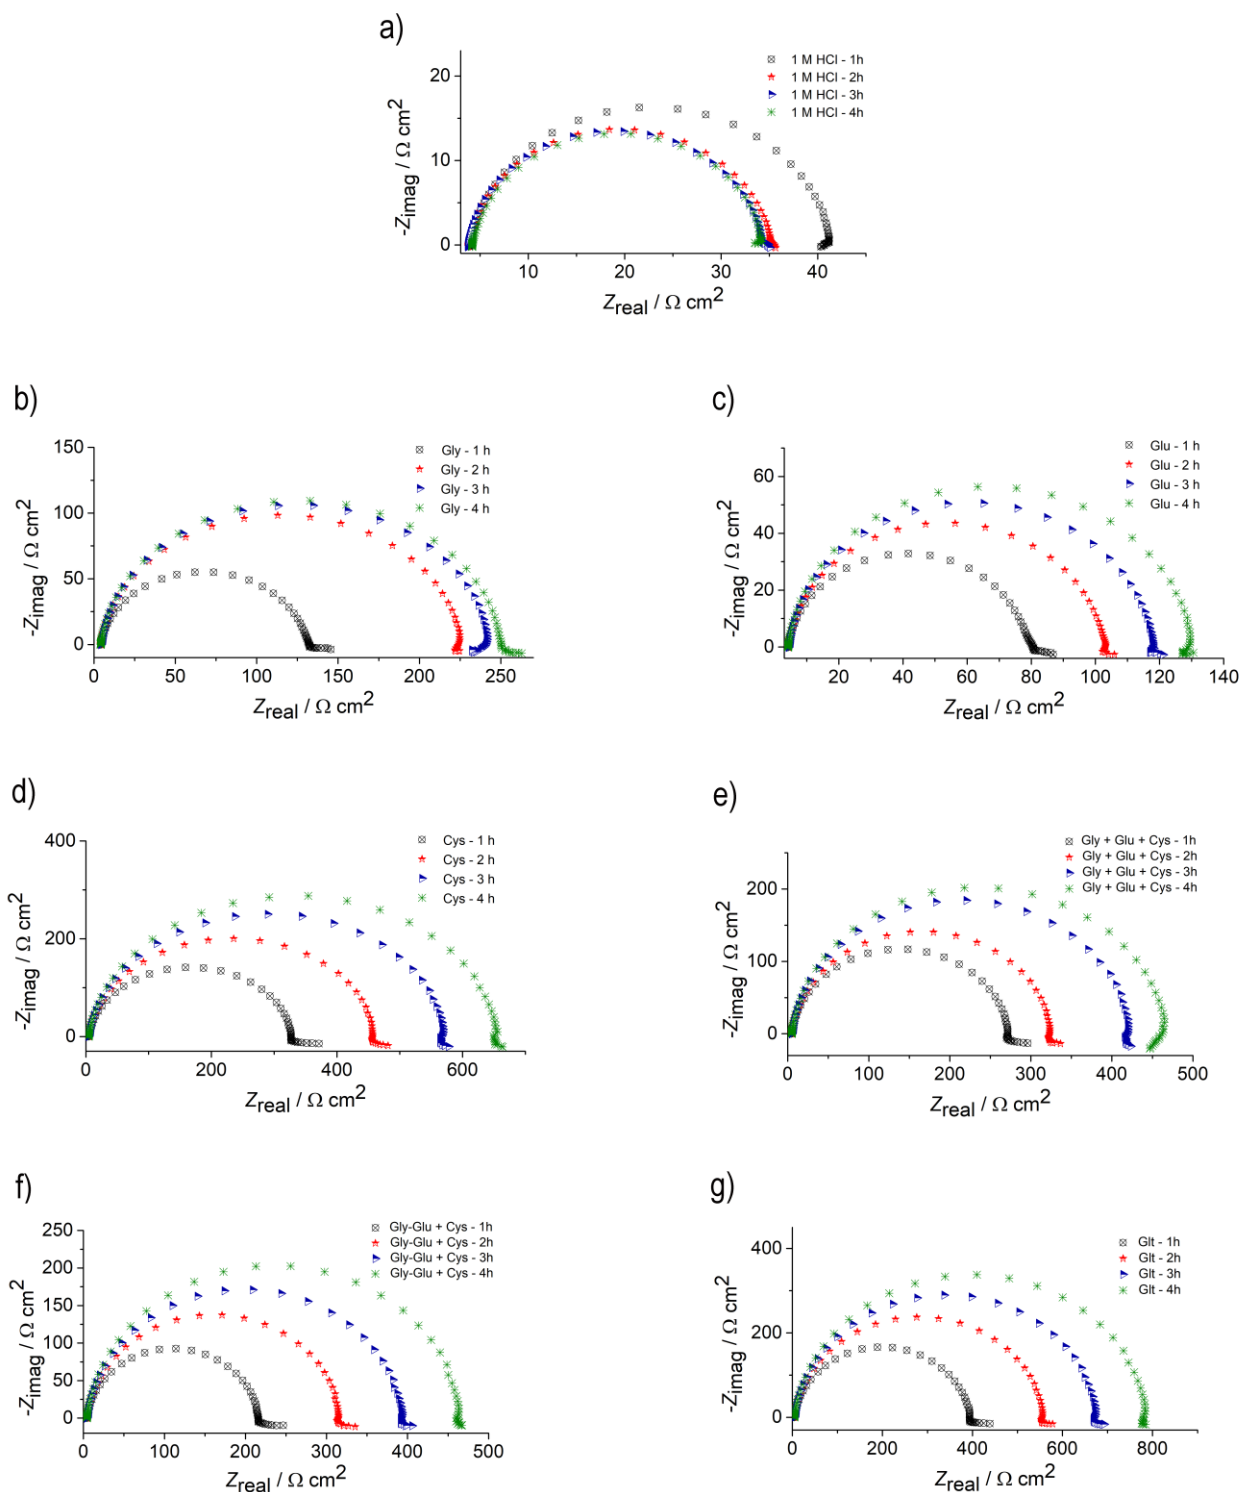 a)
1 M HCl - 1h
1 M HCl - 2h
1 M HCl - 3h
1 M HCl - 4h
20
10
0
-Zimag / Ω cm2
10 20 30 40
Zreal / Ω cm2
b)
Gly - 1 h
Gly - 2 h
Gly - 3 h
Gly - 4 h
150
100
50
0
-Zimag / Ω cm2
0 50 100 150 200 250
Zreal / Ω cm2
c)
Glu - 1 h
Glu - 2 h
Glu - 3 h
Glu - 4 h
60
40
20
0
-Zimag / Ω cm2
20 40 60 80 100 120 140
Zreal / Ω cm2
d)
Cys - 1 h
Cys - 2 h
Cys - 3 h
Cys - 4 h
400
200
0
-Zimag / Ω cm2
0 200 400 600
Zreal / Ω cm2
e)
Gly + Glu + Cys - 1h
Gly + Glu + Cys - 2h
Gly + Glu + Cys - 3h
Gly + Glu + Cys - 4h
200
100
0
-Zimag / Ω cm2
0 100 200 300 400 500
Zreal / Ω cm2
f)
Gly-Glu + Cys - 1h
Gly-Glu + Cys - 2h
Gly-Glu + Cys - 3h
Gly-Glu + Cys - 4h
250
200
150
100
50
0
-Zimag / Ω cm2
0 100 200 300 400 500
Zreal / Ω cm2
g)
Glt - 1h
Glt - 2h
Glt - 3h
Glt - 4h
400
200
0
-Zimag / Ω cm2
0 200 400 600 800
Zreal / Ω cm2